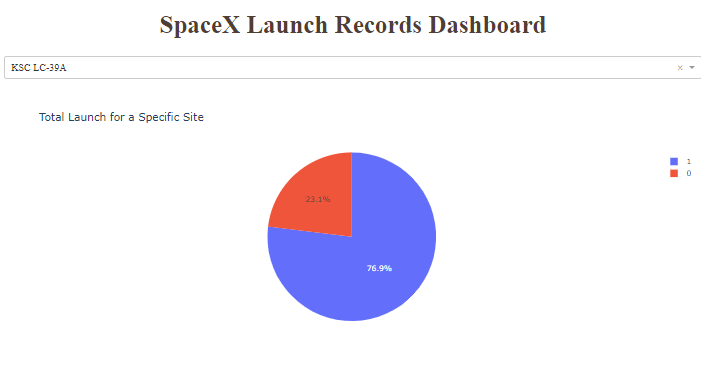 SpaceX Launch Records Dashboard
KSC LC-39A
×
Total Launch for a Specific Site
1
0
23.1%
76.9%